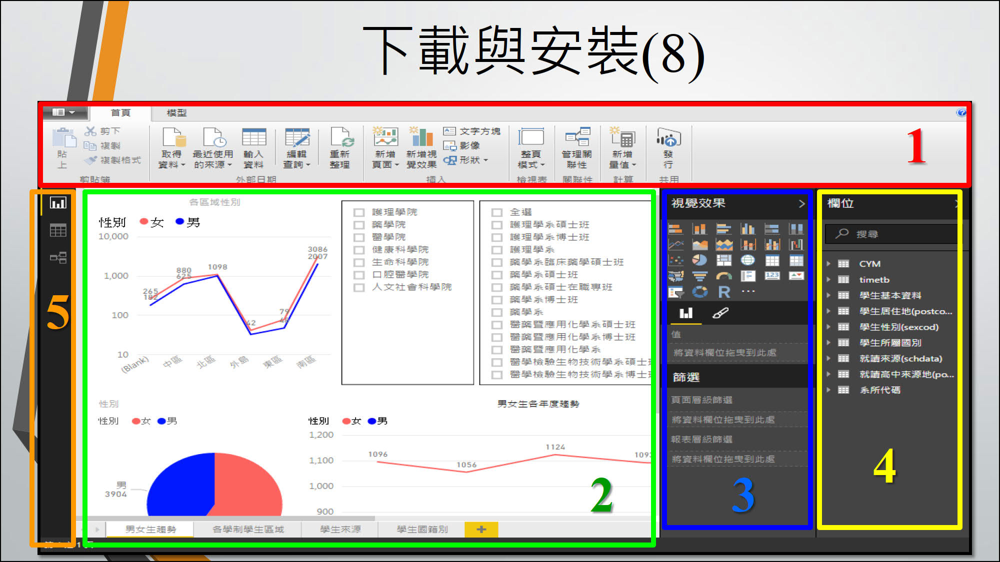 下載與安裝(8)
首頁 模型
剪下
複製
複製格式
貼上
取得資料
最近使用的來源
輸入資料
編輯查詢
重新整理
新增頁面
新增視覺效果
文字方塊
影像
形狀
整頁模式
管理關聯性
新增量值
發行
剪貼簿 外部日期 插入 檢視表 關聯性 計算 共用
1
各區域性別
性別 女 男
10,000
1,000
100
10
265
182
880
625
1098
42
79
3086
2007
(Blank) 中區 北區 外島 東區 南區
護理學院
藥學院
醫學院
健康科學院
生命科學院
口腔醫學院
人文社會科學院
全選
護理學系碩士班
護理學系博士班
護理學系
藥學系臨床藥學碩士班
藥學系碩士班
藥學系碩士在職專班
藥學系博士班
藥學系
醫藥暨應用化學系碩士班
醫藥暨應用化學系博士班
醫藥暨應用化學系
醫學檢驗生物技術學系碩士
醫學檢驗生物技術學系博士
性別
性別 女 男
男
3904
男女生各年度趨勢
性別 女 男
1,200
1,100
1,000
900
1096
1056
1124
109
2
男女生趨勢 各學制學生區域 學生來源 學生國籍別
視覺效果
123
R
值
將資料欄位拖曳到此處
篩選
頁面層級篩選
將資料欄位拖曳到此處
報表層級篩選
將資料欄位拖曳到此處
3
欄位
搜尋
CYM
timetb
學生基本資料
學生居住地(postco...
學生性別(sexcod)
學生所屬國別
就讀來源(schdata)
就讀高中來源地(po...
系所代碼
4
5